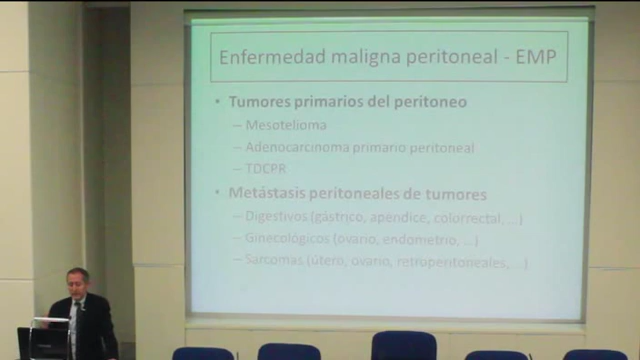 Enfermedad maligna peritoneal - EMP
• Tumores primarios del peritoneo
– Mesotelioma
– Adenocarcinoma primario peritoneal
– TDCPR
• Metástasis peritoneales de tumores
– Digestivos (gástrico, apendice, colorrectal, ...)
– Ginecológicos (ovario, endometrio, ...)
– Sarcomas (útero, ovario, retroperitoneales, ...)